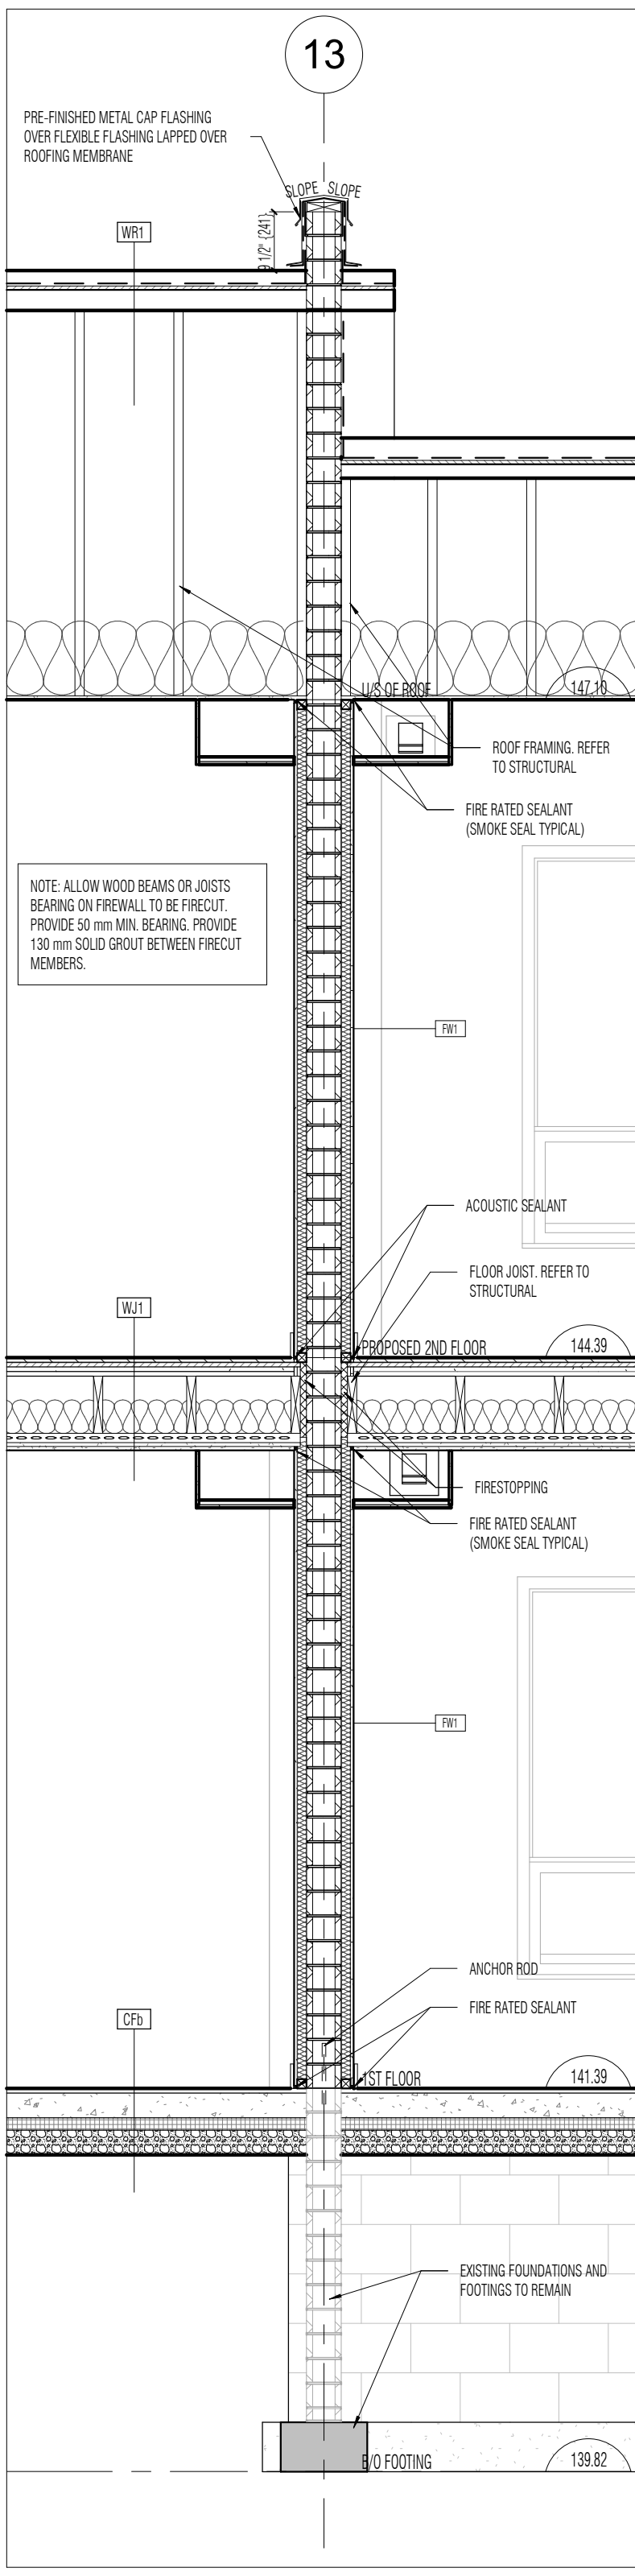 13
PRE-FINISHED METAL CAP FLASHING
OVER FLEXIBLE FLASHING LAPPED OVER
ROOFING MEMBRANE
SLOPE SLOPE
WR1
9 1/2" {241}
U/S OF ROOF
147.10
ROOF FRAMING. REFER
TO STRUCTURAL
FIRE RATED SEALANT
(SMOKE SEAL TYPICAL)
NOTE: ALLOW WOOD BEAMS OR JOISTS
BEARING ON FIREWALL TO BE FIRECUT.
PROVIDE 50 mm MIN. BEARING. PROVIDE
130 mm SOLID GROUT BETWEEN FIRECUT
MEMBERS.
FW1
ACOUSTIC SEALANT
FLOOR JOIST. REFER TO
STRUCTURAL
WJ1
PROPOSED 2ND FLOOR
144.39
FIRESTOPPING
FIRE RATED SEALANT
(SMOKE SEAL TYPICAL)
FW1
ANCHOR ROD
FIRE RATED SEALANT
CFb
1ST FLOOR
141.39
EXISTING FOUNDATIONS AND
FOOTINGS TO REMAIN
B/O FOOTING
139.82